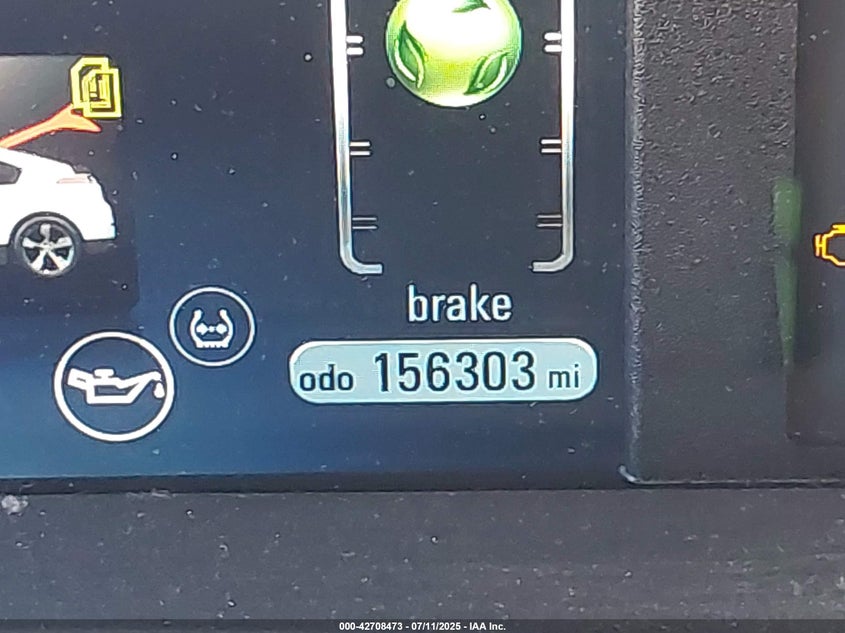 brake
odo 156303 mi
000-42708473 - 07/11/2025 - IAA Inc.